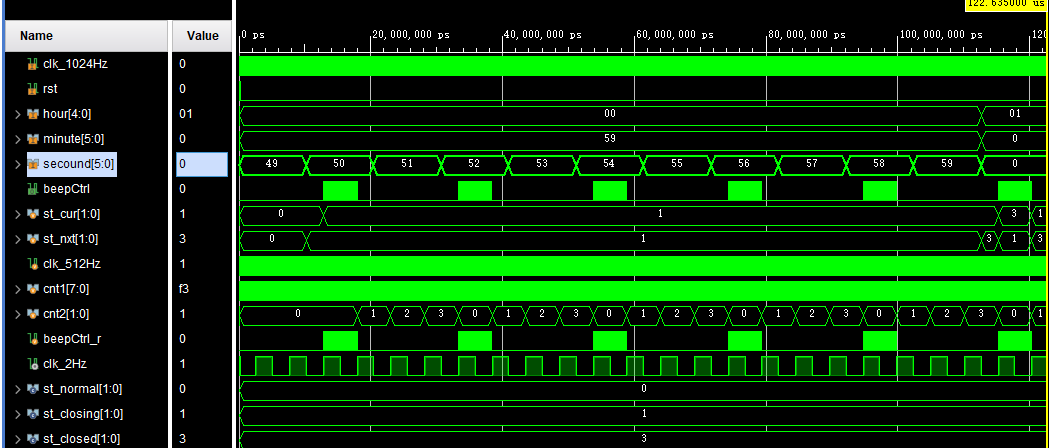 122.635000 us
Name Value
0 ps 20,000,000 ps 40,000,000 ps 60,000,000 ps 80,000,000 ps 100,000,000 ps 120
clk_1024Hz 0
rst 0
hour[4:0] 01 00 01
minute[5:0] 0 59 0
secound[5:0] 0 49 50 51 52 53 54 55 56 57 58 59 0
beepCtrl 0
st_cur[1:0] 1 0 1 3 1
st_nxt[1:0] 3 0 1 3 1 3
clk_512Hz 1
cnt1[7:0] f3
cnt2[1:0] 1 0 1 2 3 0 1 2 3 0 1 2 3 0 1 2 3 0 1 2 3 0 1
beepCtrl_r 0
clk_2Hz 1
st_normal[1:0] 0 0
st_closing[1:0] 1 1
st_closed[1:0] 3 3